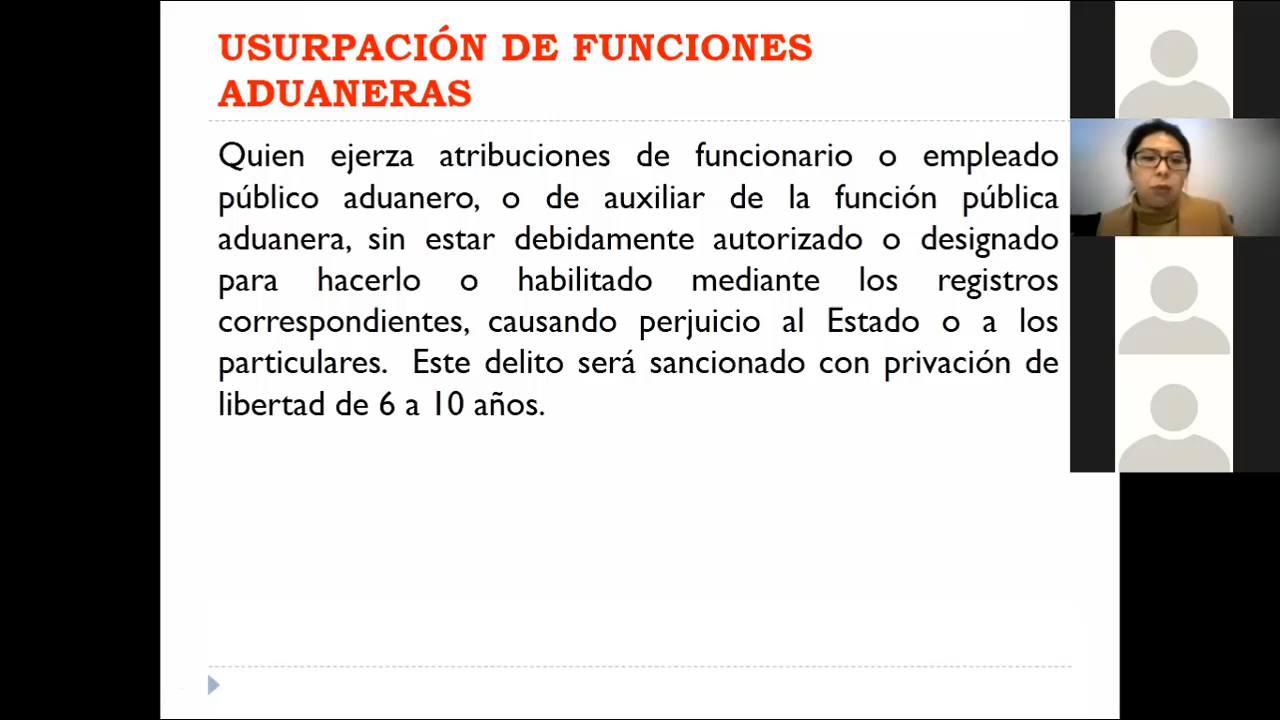 USURPACIÓN DE FUNCIONES
ADUANERAS
Quien ejerza atribuciones de funcionario o empleado
público aduanero, o de auxiliar de la función pública
aduanera, sin estar debidamente autorizado o designado
para hacerlo o habilitado mediante los registros
correspondientes, causando perjuicio al Estado o a los
particulares. Este delito será sancionado con privación de
libertad de 6 a 10 años.